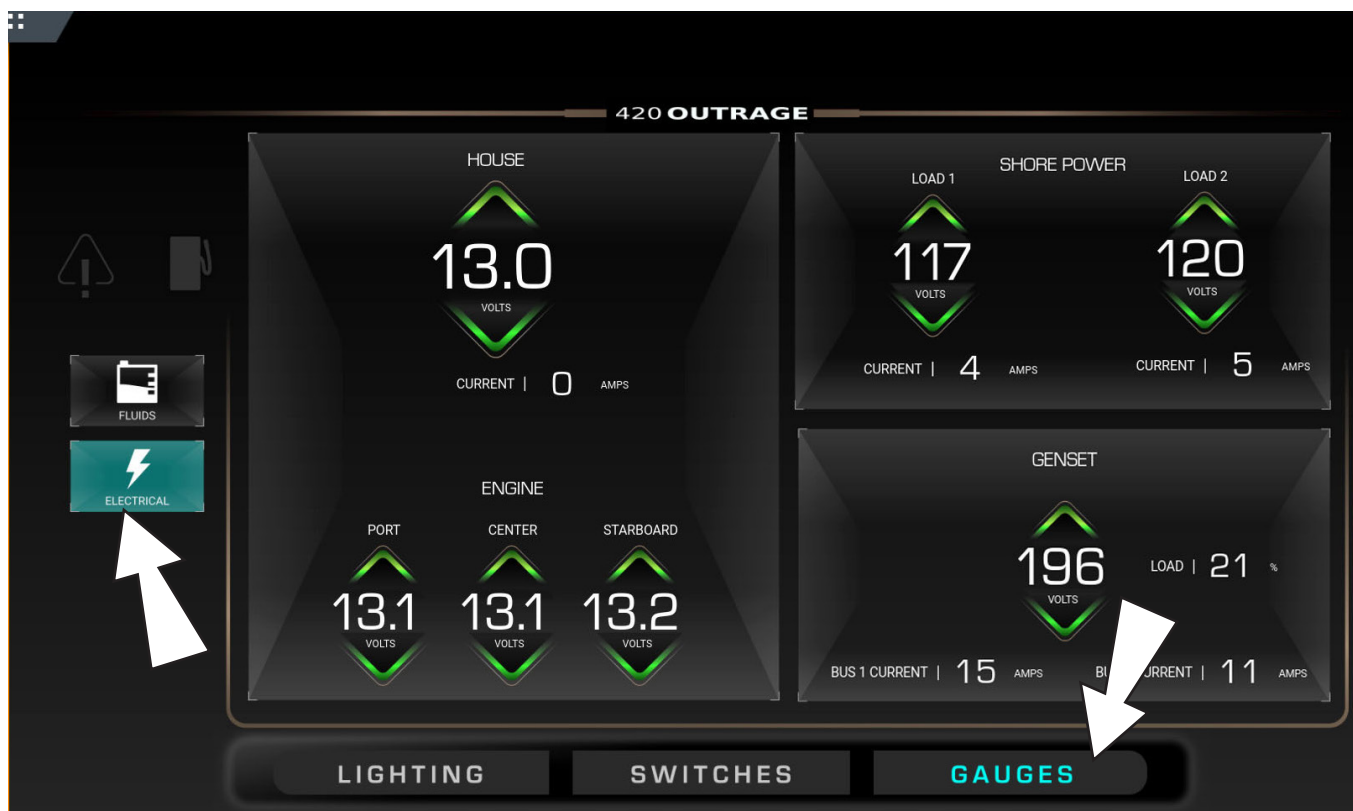 420 OUTRAGE
HOUSE
13.0
VOLTS
CURRENT | 0 AMPS
ENGINE
PORT CENTER STARBOARD
13.1 13.1 13.2
VOLTS VOLTS VOLTS
SHORE POWER
LOAD 1 LOAD 2
117 120
VOLTS VOLTS
CURRENT | 4 AMPS CURRENT | 5 AMPS
GENSET
196
VOLTS
LOAD | 21 %
BUS 1 CURRENT | 15 AMPS | 11 AMPS
FLUIDS
ELECTRICAL
LIGHTING SWITCHES GAUGES